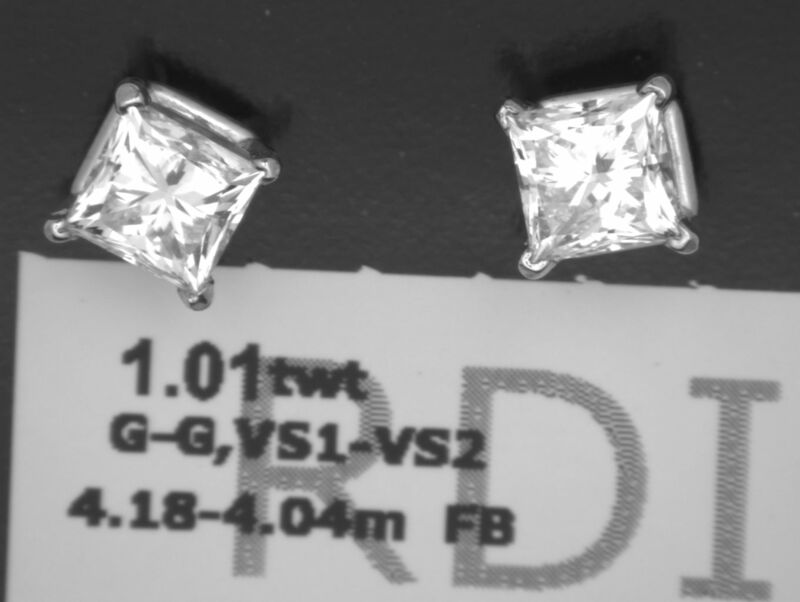 1.01twt
G-G,VS1-VS2
4.18-4.04m FB
RDI